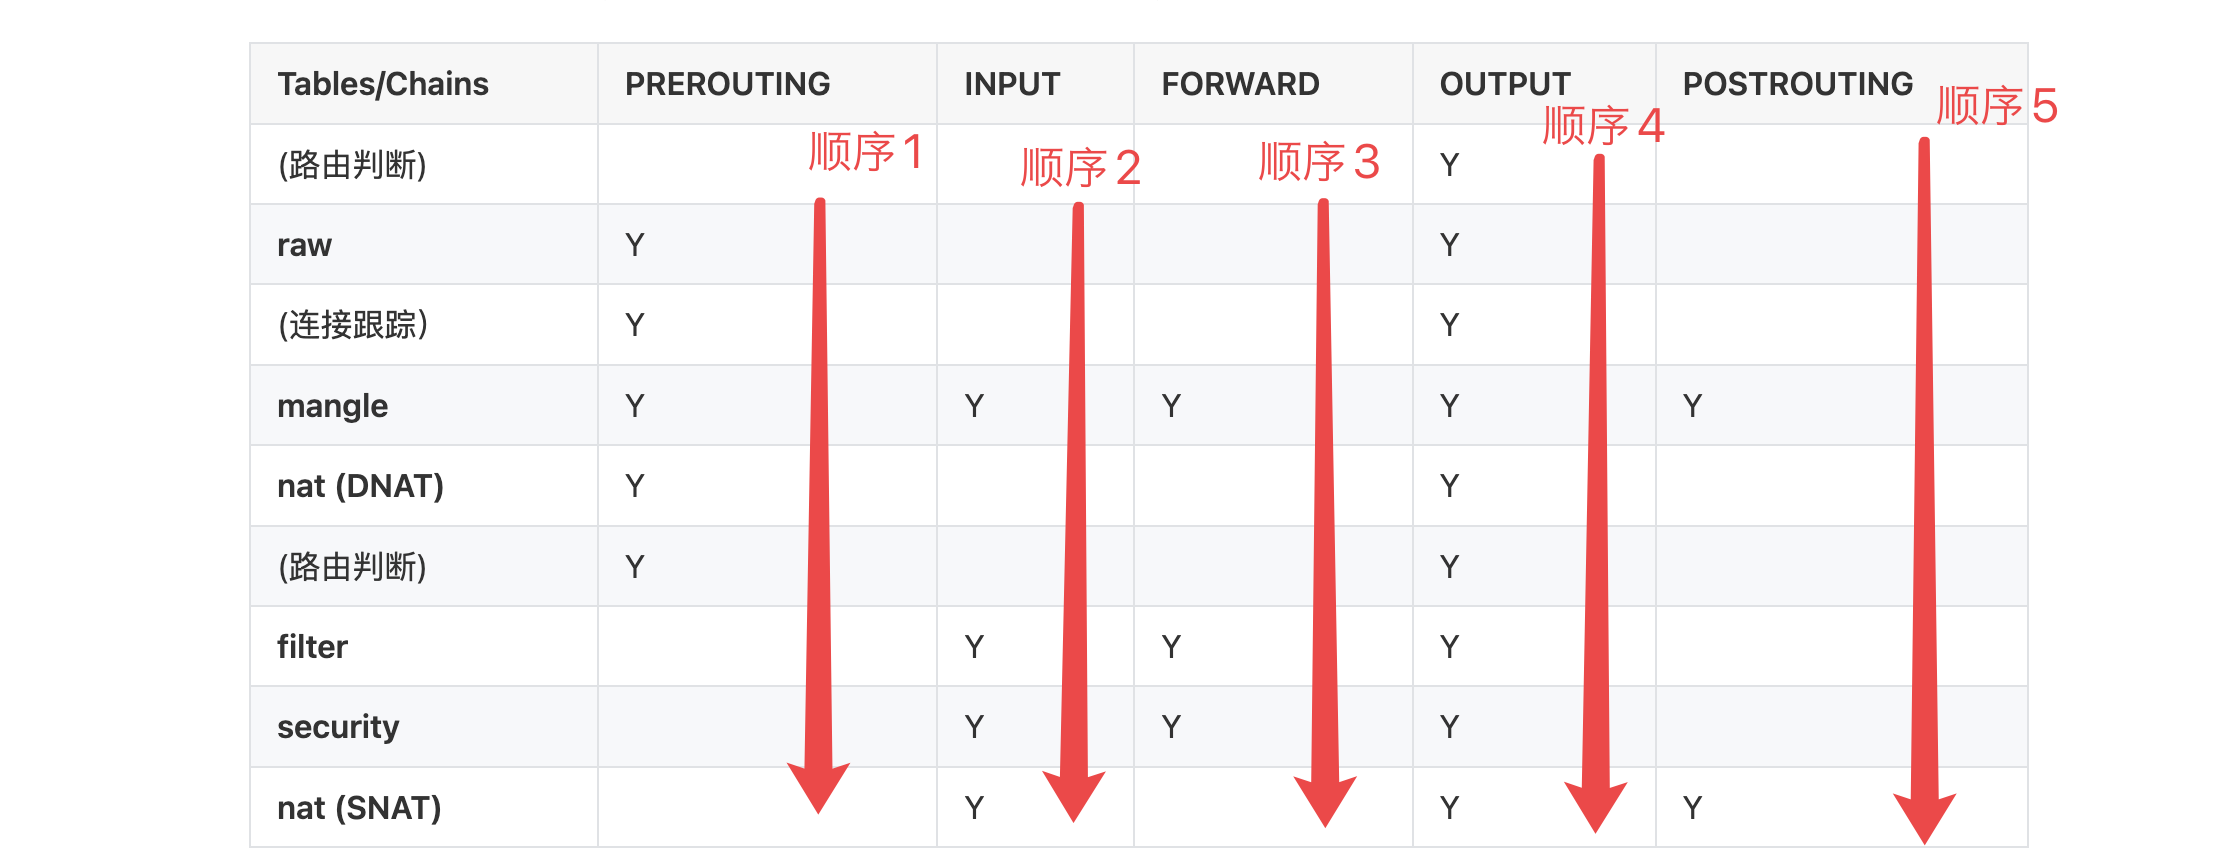 Tables/Chains PREROUTING INPUT FORWARD OUTPUT POSTROUTING
顺序1 顺序2 顺序3 顺序4 顺序5
(路由判断) Y
raw Y Y
(连接跟踪） Y Y
mangle Y Y Y Y Y
nat (DNAT) Y Y
(路由判断) Y Y
filter Y Y Y
security Y Y Y
nat (SNAT) Y Y Y